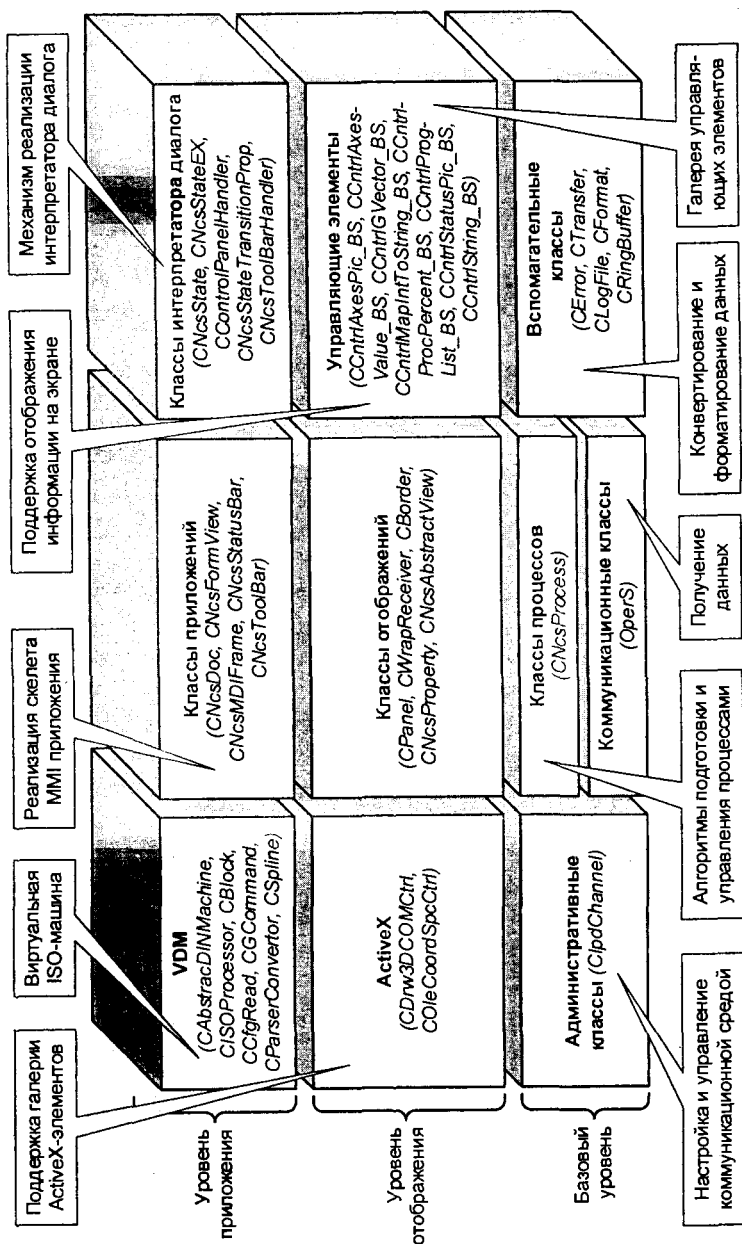 Поддержка галерии
ActiveX-элементов
Виртуальная
ISO-машина
Реализация скелета
MMI приложения
Поддержка отображения
информации на экране
Механизм реализации
интерпретатора диалога
Уровень
приложения
VDM
(CAbstracDINMachine,
CISOProcessor, CBlock,
CCfgRead, CGCommand,
CParserConvertor, CSpline)
Классы приложений
(CNcsDoc, CNcsFormView,
CNcsMDIFrame, CNcsStatusBar,
CNcsToolBar)
Классы интерпретатора диалога
(CNcsState, CNcsStateEX,
CControlPanelHandler,
CNcsStateTransitionProp,
CNcsToolBarHandler)
Уровень
отображения
ActiveX
(CDrw3DCOMCtrl,
COleCoordSpcCtrl)
Классы отображений
(CPanel, CWrapReceiver, CBorder,
CNcsProperty, CNcsAbstractView)
Управляющие элементы
(CCntrlAxesPic_BS, CCntrlAxes-
Value_BS, CCntrlGVector_BS,
CCntrlMapIntToString_BS, CCntrl-
ProcPercent_BS, CCntrlProg-
List_BS, CCntrlStatusPic_BS,
CCntrlString_BS)
Базовый
уровень
Административные
классы (CIpdChannel)
Классы процессов
(CNcsProcess)
Коммуникационные классы
(OperS)
Вспомагательные
классы
(CError, CTransfer,
CLogFile, CFormat,
CRingBuffer)
Настройка и управление
коммуникационной средой
Алгоритмы подготовки и
управления процессами
Получение
данных
Конвертирование и
форматирование данных
Галерея управля-
ющих элементов